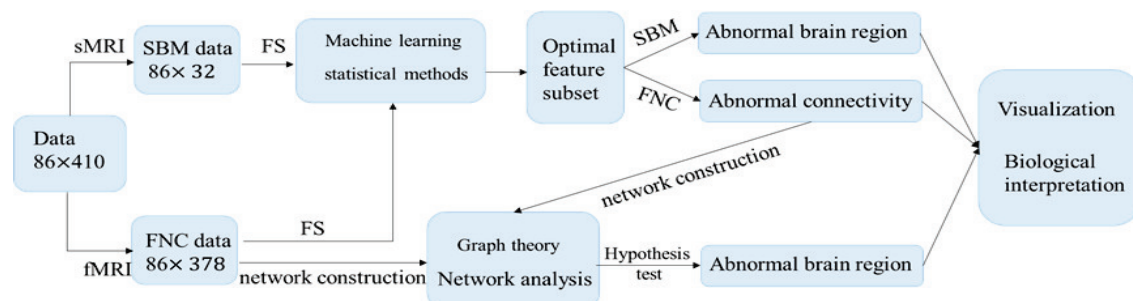 sMRI
SBM data
86× 32
FS
Machine learning
statistical methods
Optimal
feature
subset
SBM
FNC
Abnormal brain region
Abnormal connectivity
Visualization
Biological
interpretation
Data
86×410
network construction
fMRI
FNC data
86× 378
FS
network construction
Graph theory
Network analysis
Hypothesis
test
Abnormal brain region